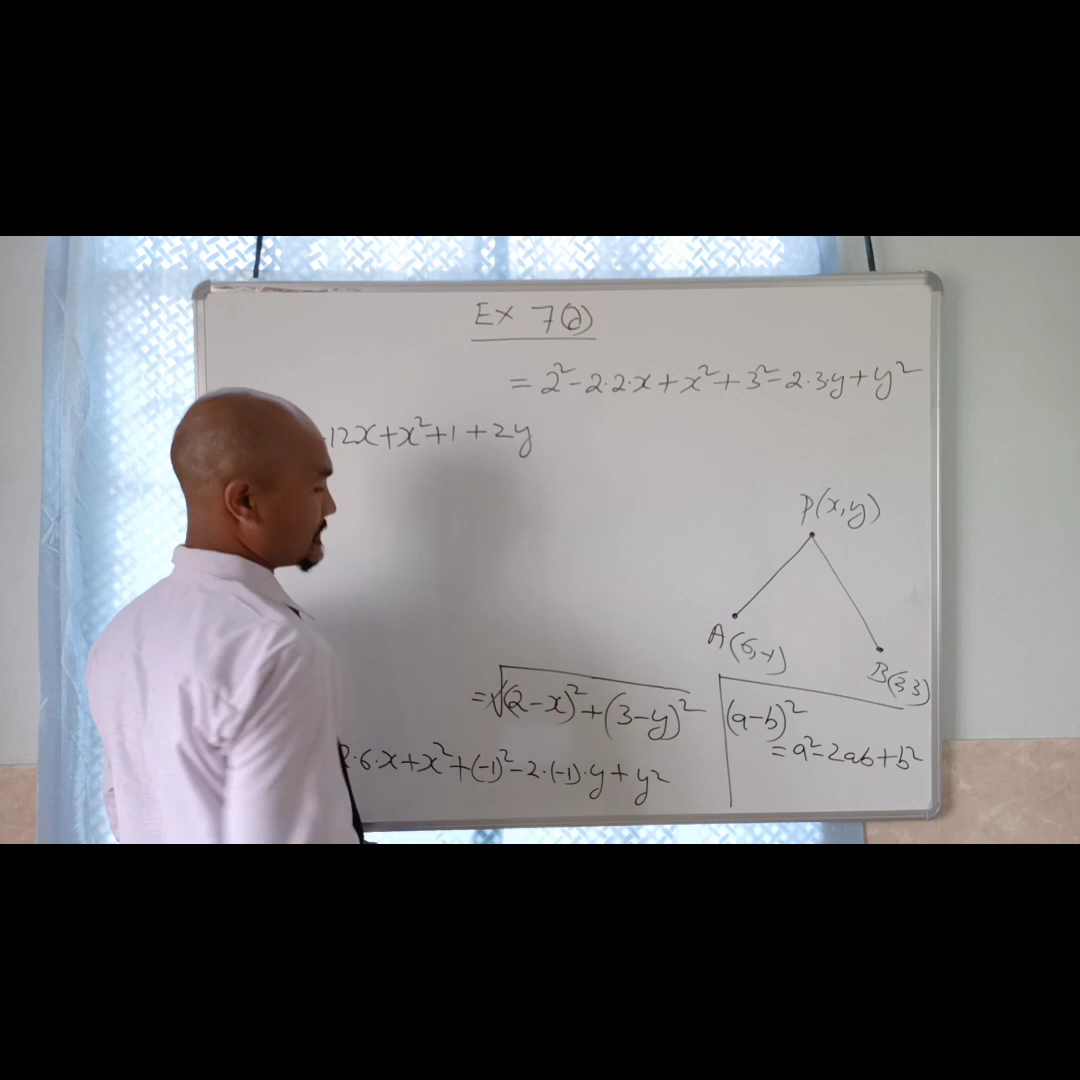 Ex 7(d)
= 2² - 2·2·x + x² + 3² - 2·3·y + y²
12x + x² + 1 + 2y
P(x,y)
A(6,-1)
B(2,3)
= √(2-x)² + (3-y)²
(a-b)²
= a² - 2ab + b²
·6·x + x² + (-1)² - 2·(-1)·y + y²